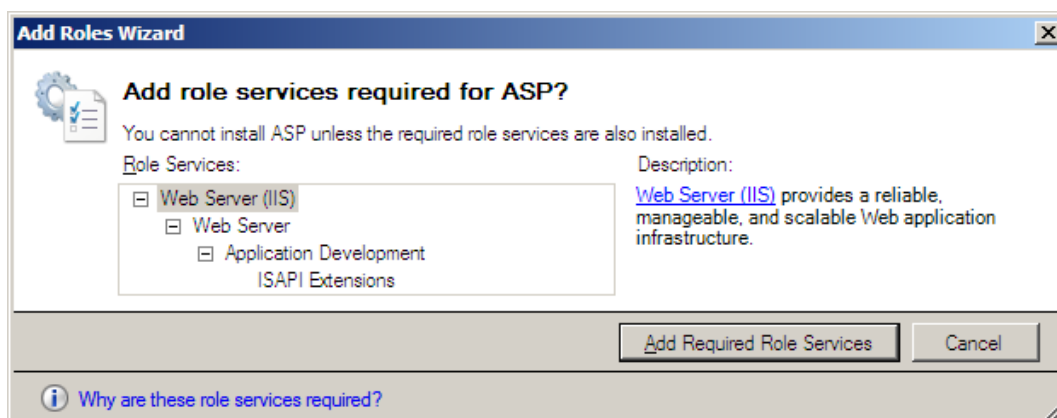 Add Roles Wizard
Add role services required for ASP?
You cannot install ASP unless the required role services are also installed.
Role Services:
Web Server (IIS)
Web Server
Application Development
ISAPI Extensions
Description:
Web Server (IIS) provides a reliable,
manageable, and scalable Web application
infrastructure.
Add Required Role Services
Cancel
Why are these role services required?